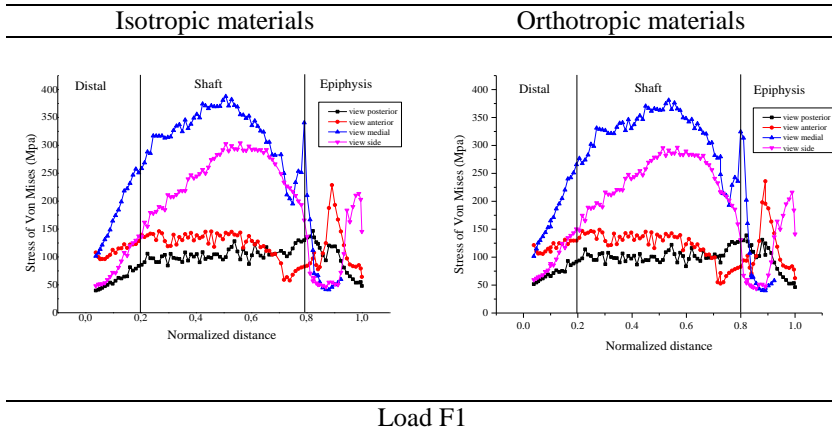 Isotropic materials
Orthotropic materials
Distal
Shaft
Epiphysis
view posterior
view anterior
view medial
view side
Stress of Von Mises (Mpa)
400
350
300
250
200
150
100
50
0
0,0
0,2
0,4
0,6
0,8
1,0
Normalized distance
Distal
Shaft
Epiphysis
view posterior
view anterior
view medial
view side
Stress of Von Mises (Mpa)
400
350
300
250
200
150
100
50
0
0.0
0.2
0.4
0.6
0.8
1.0
Normalized distance
Load F1